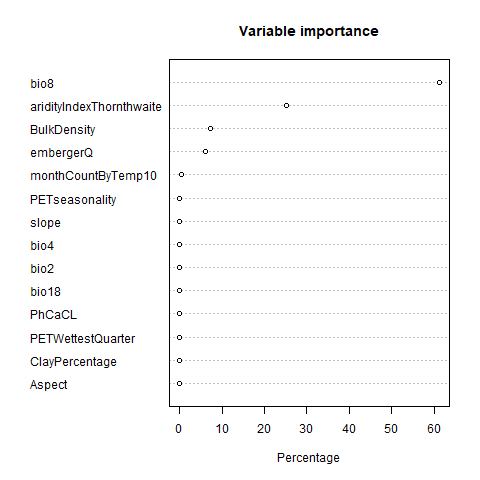 Variable importance
bio8
aridityIndexThornthwaite
BulkDensity
embergerQ
monthCountByTemp10
PETseasonality
slope
bio4
bio2
bio18
PhCaCL
PETWettestQuarter
ClayPercentage
Aspect
0 10 20 30 40 50 60
Percentage